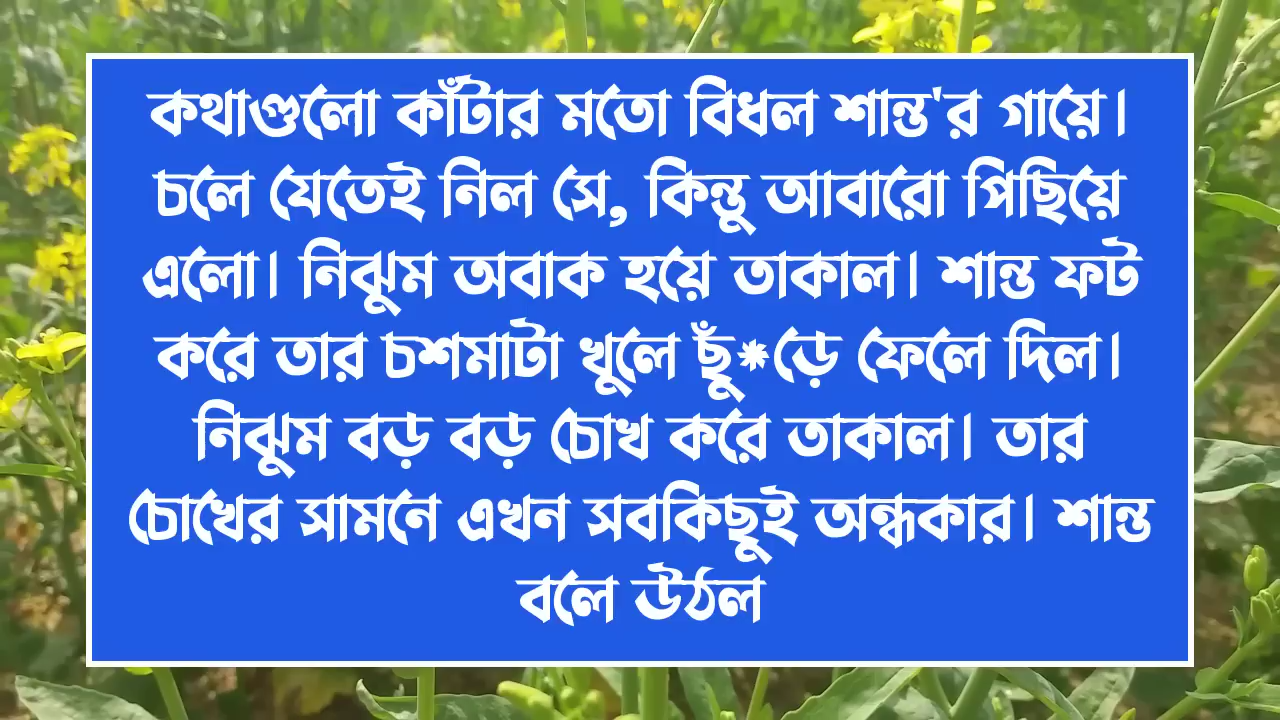 কথাগুলো কাঁটার মতো বিধল শান্ত'র গায়ে।
চলে যেতেই নিল সে, কিন্তু আবারো পিছিয়ে
এলো। নিঝুম অবাক হয়ে তাকাল। শান্ত ফট
করে তার চশমাটা খুলে ছুঁ*ড়ে ফেলে দিল।
নিঝুম বড় বড় চোখ করে তাকাল। তার
চোখের সামনে এখন সবকিছুই অন্ধকার। শান্ত
বলে উঠল